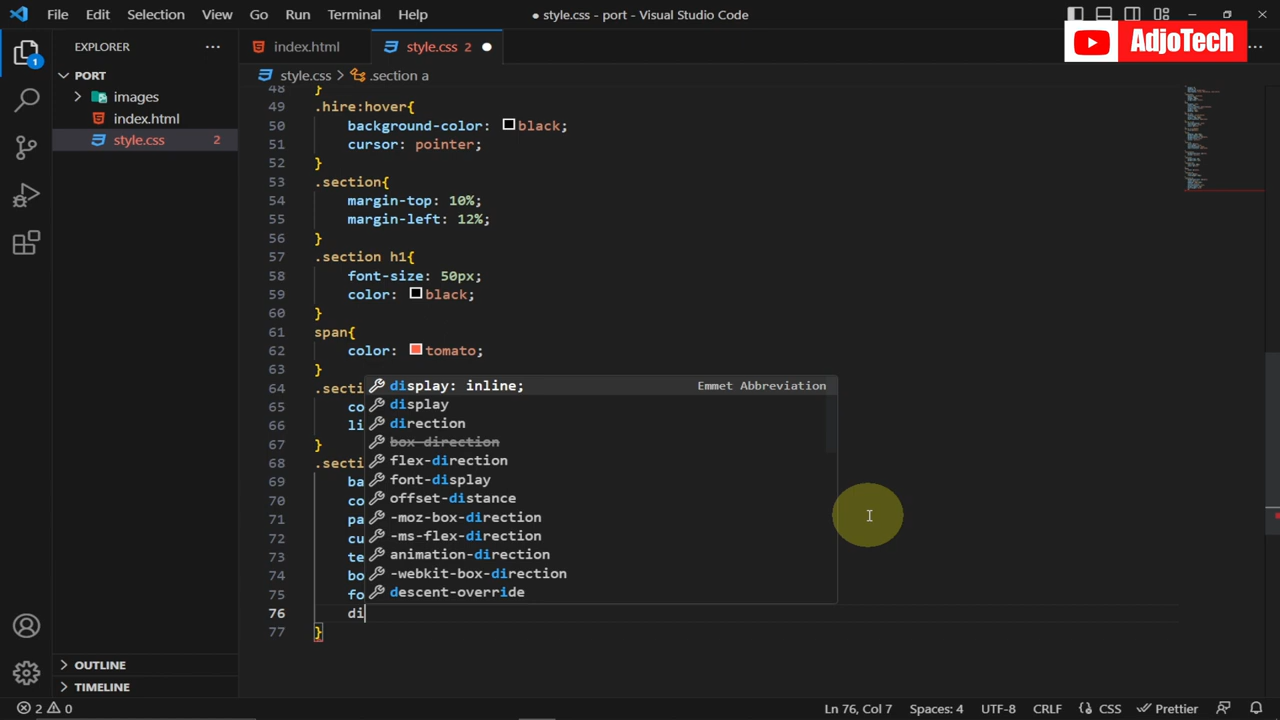 File Edit Selection View Go Run Terminal Help
● style.css - port - Visual Studio Code
AdjoTech
EXPLORER
index.html
style.css 2
style.css > .section a
PORT
images
index.html
style.css 2
48 }
49 .hire:hover{
50 background-color: black;
51 cursor: pointer;
52 }
53 .section{
54 margin-top: 10%;
55 margin-left: 12%;
56 }
57 .section h1{
58 font-size: 50px;
59 color: black;
60 }
61 span{
62 color: tomato;
63 }
64 .secti
65 co
66 li
67 }
68 .secti
69 ba
70 co
71 pa
72 cu
73 te
74 bo
75 fo
76 di
77 }
display: inline; Emmet Abbreviation
display
direction
box-direction
flex-direction
font-display
offset-distance
-moz-box-direction
-ms-flex-direction
animation-direction
-webkit-box-direction
descent-override
OUTLINE
TIMELINE
1
2 0
Ln 76, Col 7 Spaces: 4 UTF-8 CRLF CSS Prettier